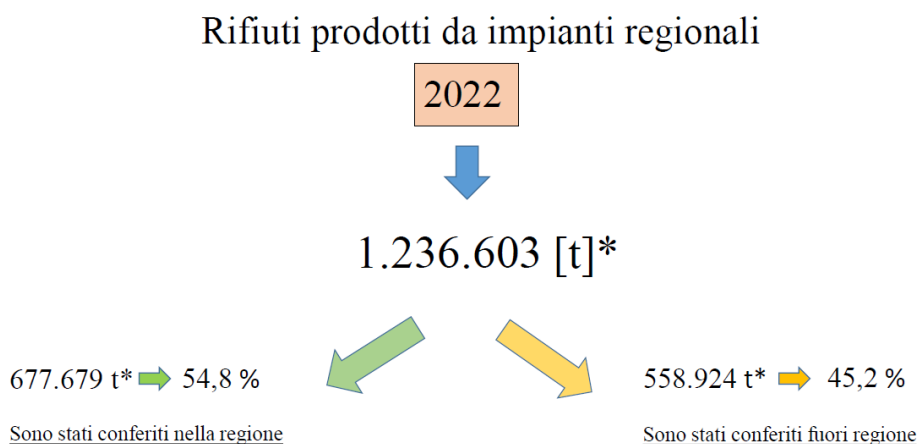 Rifiuti prodotti da impianti regionali
2022
1.236.603 [t]*
677.679 t* 54,8 %
Sono stati conferiti nella regione
558.924 t* 45,2 %
Sono stati conferiti fuori regione